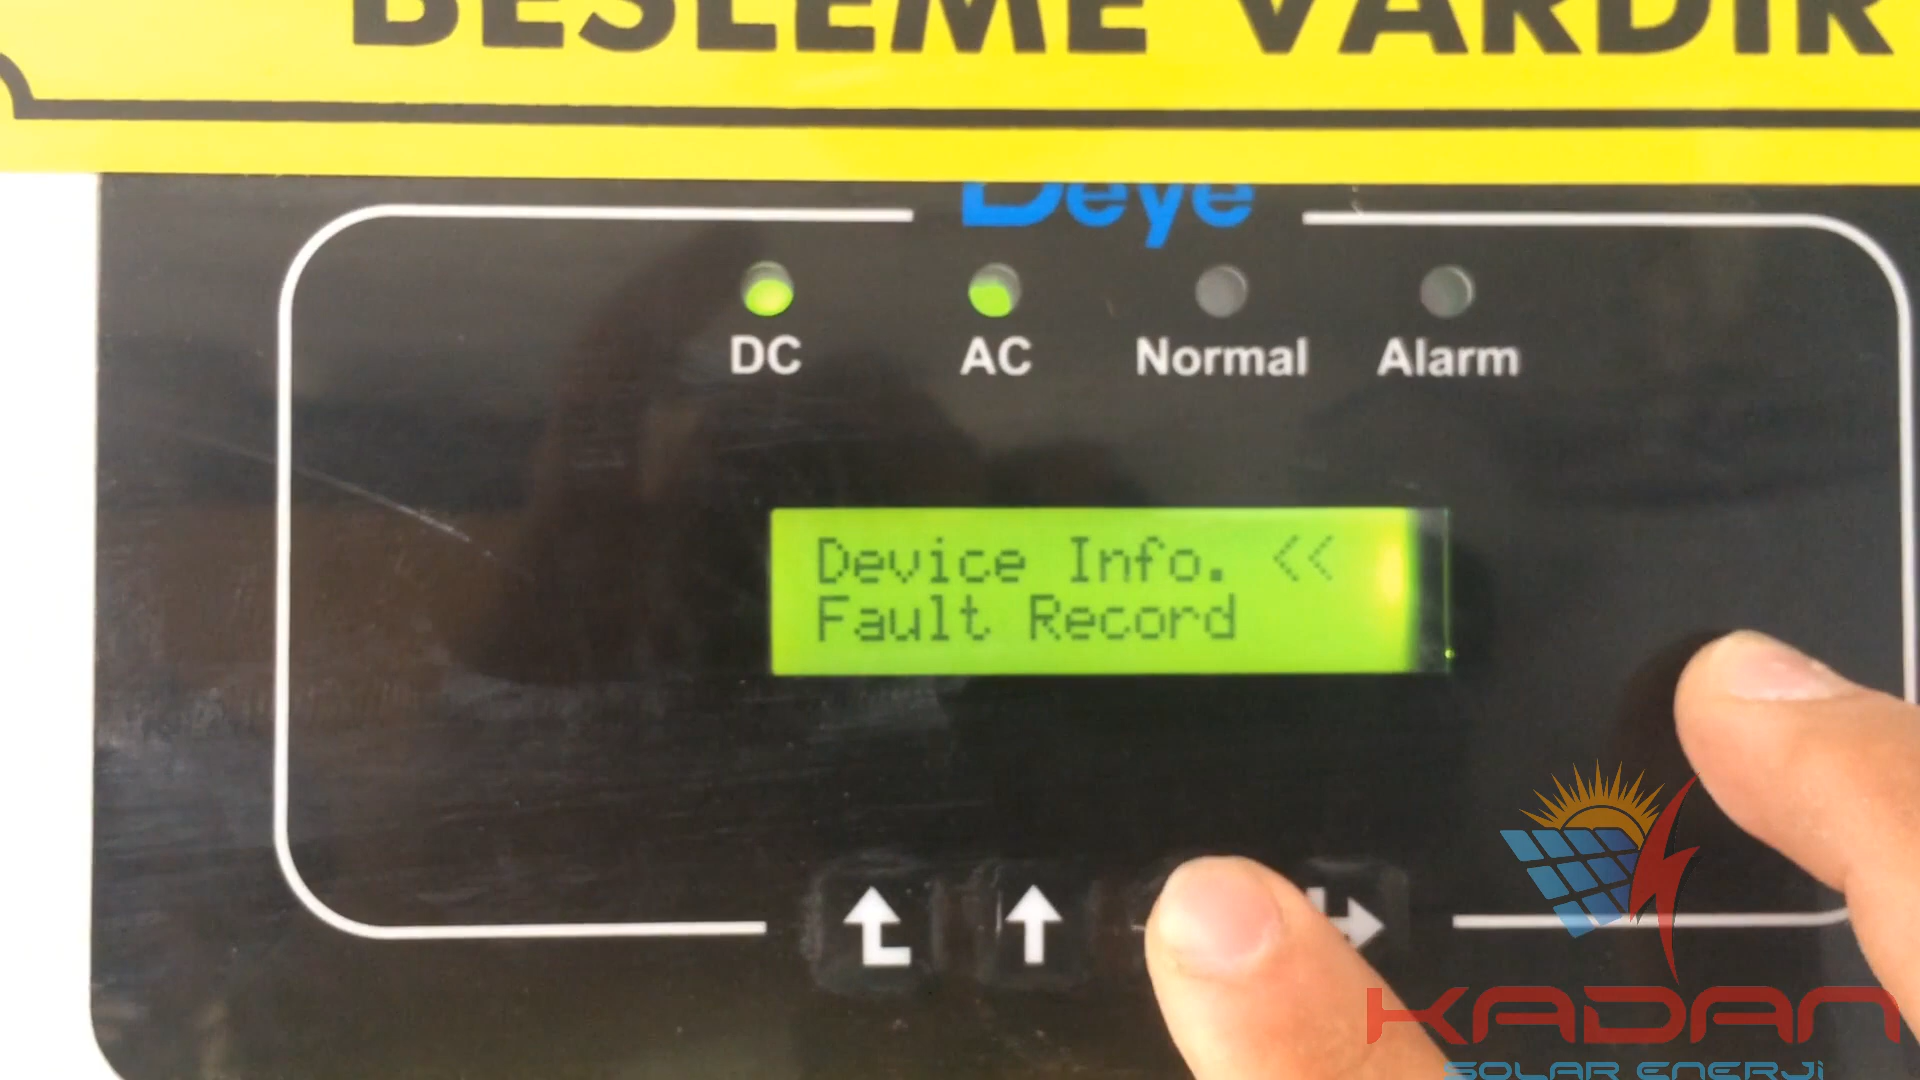 BESLEME VARDIR
Deye
DC
AC
Normal
Alarm
Device Info. <<
Fault Record
KADAN
SOLAR ENERJİ